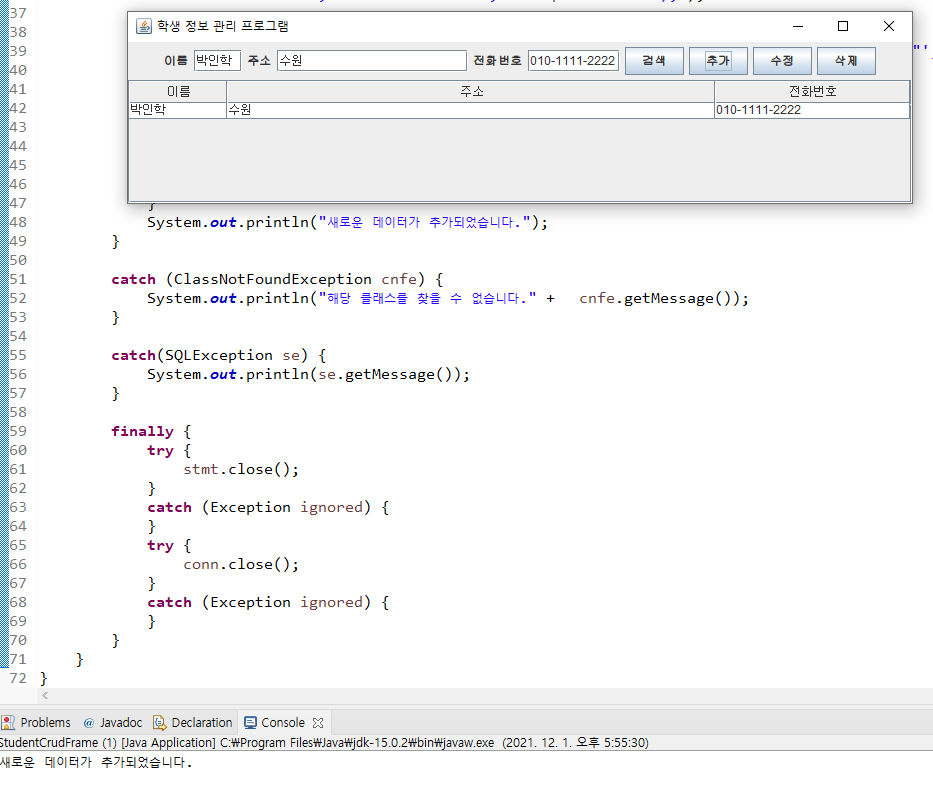 37
38
학생 정보 관리 프로그램
39
"'
40
이름 박인학 주소 수원 전화번호 010-1111-2222 검색 추가 수정 삭제
41
이름 주소 전화번호
42
박인학 수원 010-1111-2222
43
44
45
46
47 }
48 System.out.println("새로운 데이터가 추가되었습니다.");
49 }
50
51 catch (ClassNotFoundException cnfe) {
52 System.out.println("해당 클래스를 찾을 수 없습니다." + cnfe.getMessage());
53 }
54
55 catch(SQLException se) {
56 System.out.println(se.getMessage());
57 }
58
59 finally {
60 try {
61 stmt.close();
62 }
63 catch (Exception ignored) {
64 }
65 try {
66 conn.close();
67 }
68 catch (Exception ignored) {
69 }
70 }
71 }
72 }
Problems @ Javadoc Declaration Console
StudentCrudFrame (1) [Java Application] C:₩Program Files₩Java₩jdk-15.0.2₩bin₩javaw.exe (2021. 12. 1. 오후 5:55:30)
새로운 데이터가 추가되었습니다.